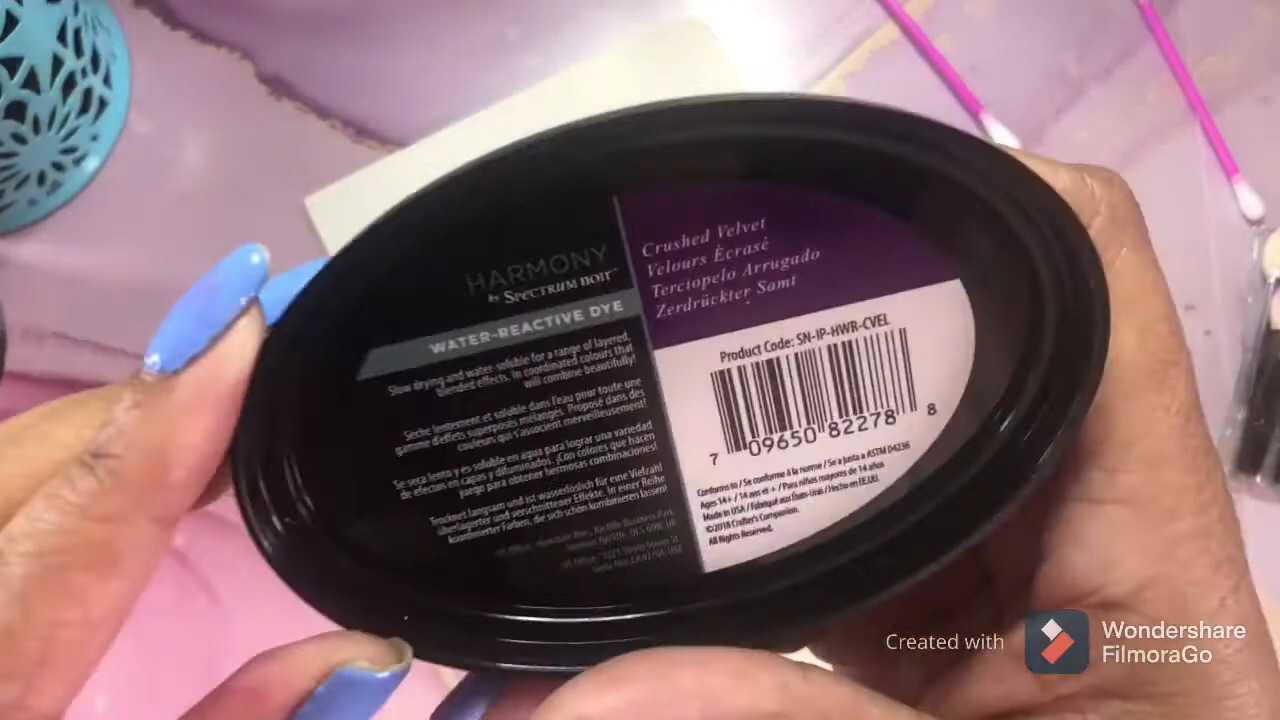 HARMONY
by SPECTRUM NOIR™
WATER-REACTIVE DYE
Slow drying and water-soluble for a range of layered,
blended effects. In coordinated colours that
will combine beautifully!
Sèche lentement et soluble dans l'eau pour toute une
gamme d'effets superposés mélangés. Proposé dans des
couleurs qui s'associent merveilleusement!
Se seca lento y es soluble en agua para lograr una variedad
de efectos en capas y difuminados. ¡Con colores que hacen
juego para obtener hermosas combinaciones!
Trocknet langsam und ist wasserlöslich für eine Vielzahl
überlagerter und verschnittener Effekte. In einer Reihe
koordinierter Farben, die sich schön kombinieren lassen!
Crushed Velvet
Velours Écrasé
Terciopelo Arrugado
Zerdrückter Samt
Product Code: SN-IP-HWR-CVEL
7 09650 82278 8
Conforms to / Se conforme á la norme / Se a justa a ASTM D4236
Ages 14+ / 14 ans et + / Para niños mayores de 14 años
Made in USA / Fabriqué aux États-Unis / Hecho en EE.UU.
©2018 Crafter's Companion.
All Rights Reserved.
Created with
Wondershare
FilmoraGo